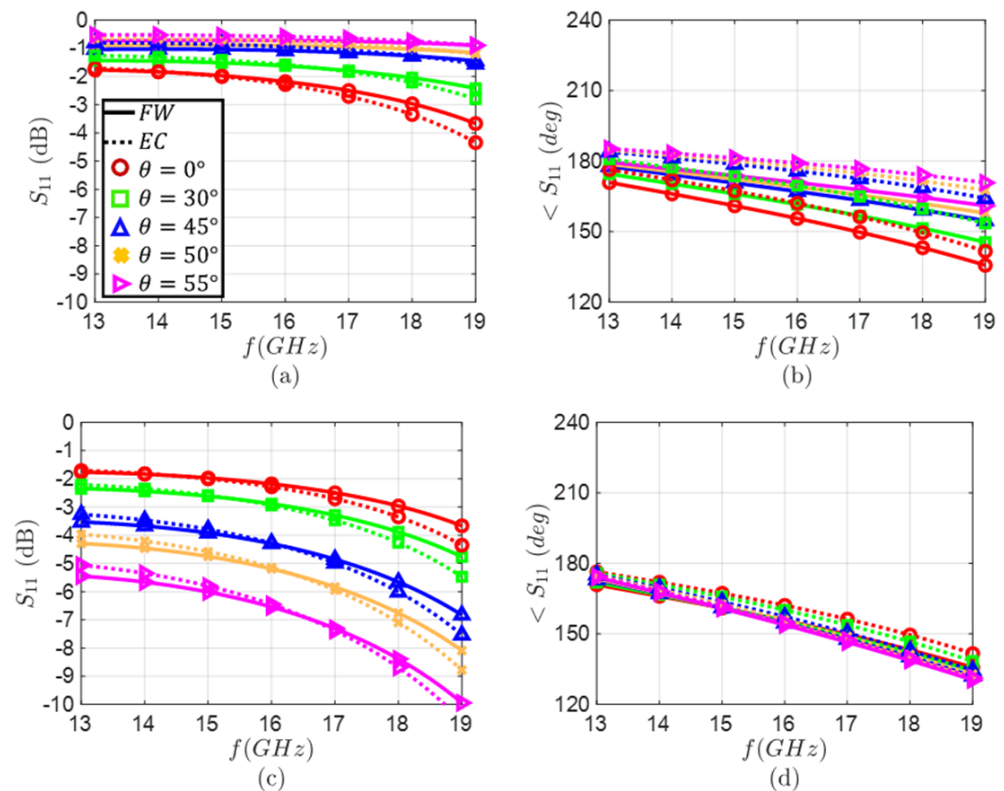 0
-1
-2
-3
-4
-5
-6
-7
-8
-9
-10
S11 (dB)
FW
EC
θ = 0°
θ = 30°
θ = 45°
θ = 50°
θ = 55°
13 14 15 16 17 18 19
f(GHz)
(a)
240
210
180
150
120
< S11 (deg)
13 14 15 16 17 18 19
f(GHz)
(b)
0
-1
-2
-3
-4
-5
-6
-7
-8
-9
-10
S11 (dB)
13 14 15 16 17 18 19
f(GHz)
(c)
240
210
180
150
120
< S11 (deg)
13 14 15 16 17 18 19
f(GHz)
(d)